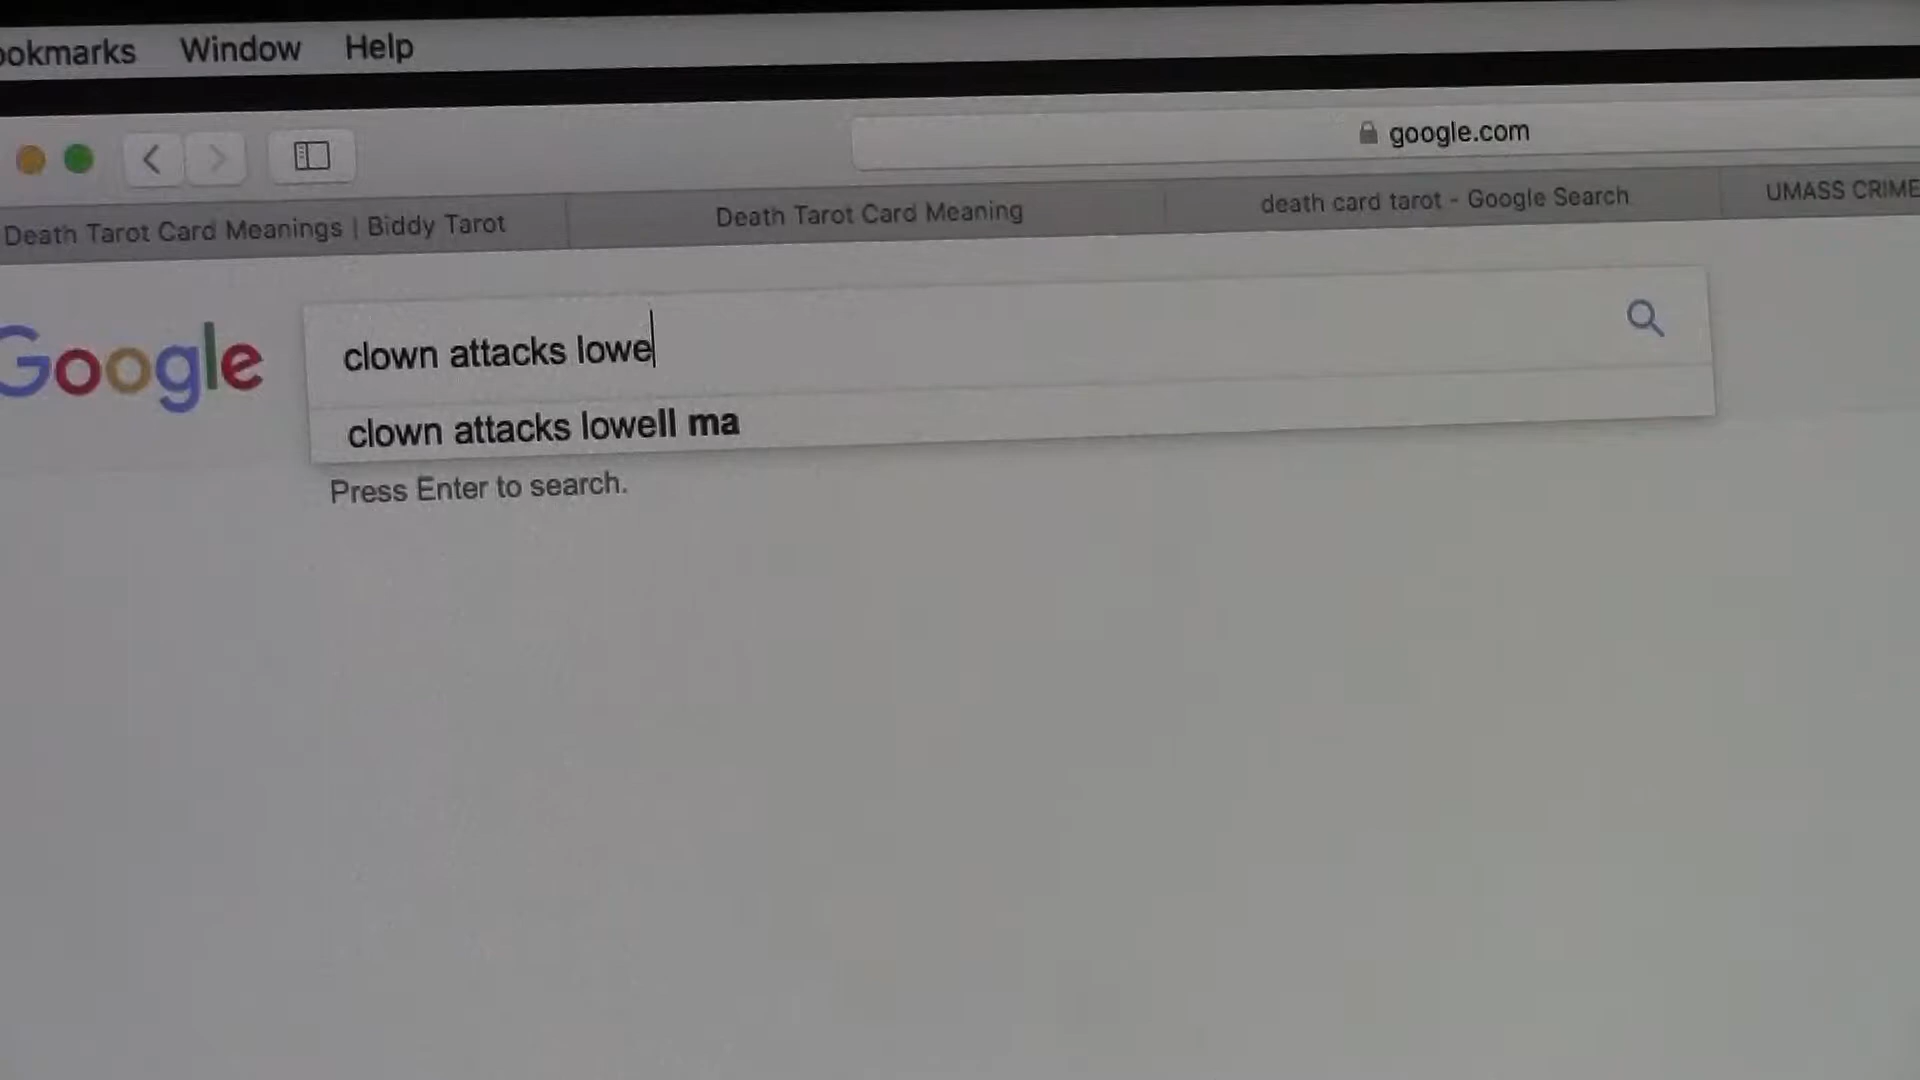 ookmarks Window Help
google.com
Death Tarot Card Meanings | Biddy Tarot Death Tarot Card Meaning death card tarot - Google Search UMASS CRIME
Google clown attacks lowe
clown attacks lowell ma
Press Enter to search.